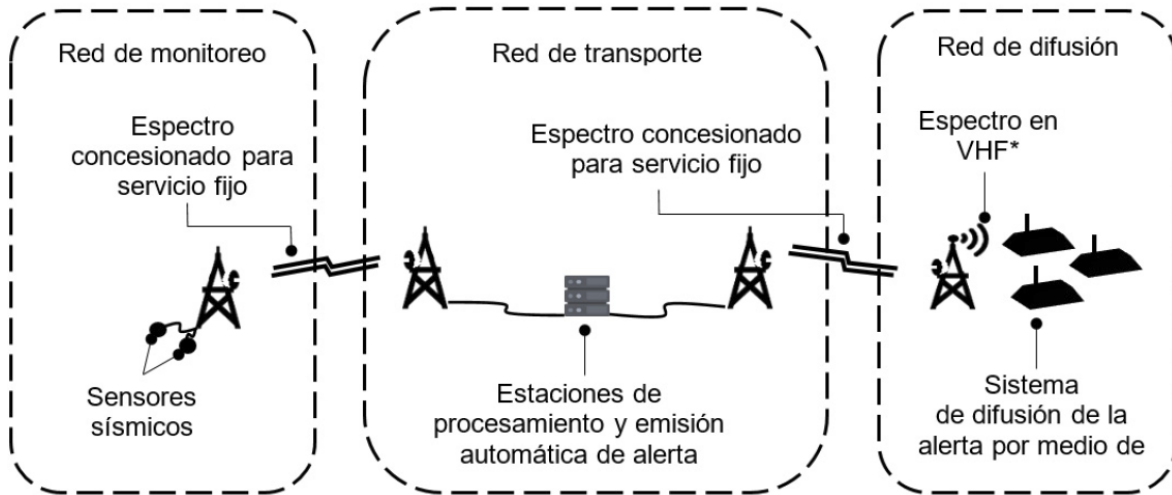 Red de monitoreo
Espectro
concesionado para
servicio fijo
Sensores
sísmicos
Red de transporte
Espectro concesionado
para servicio fijo
Estaciones de
procesamiento y emisión
automática de alerta
Red de difusión
Espectro en
VHF*
Sistema
de difusión de la
alerta por medio de